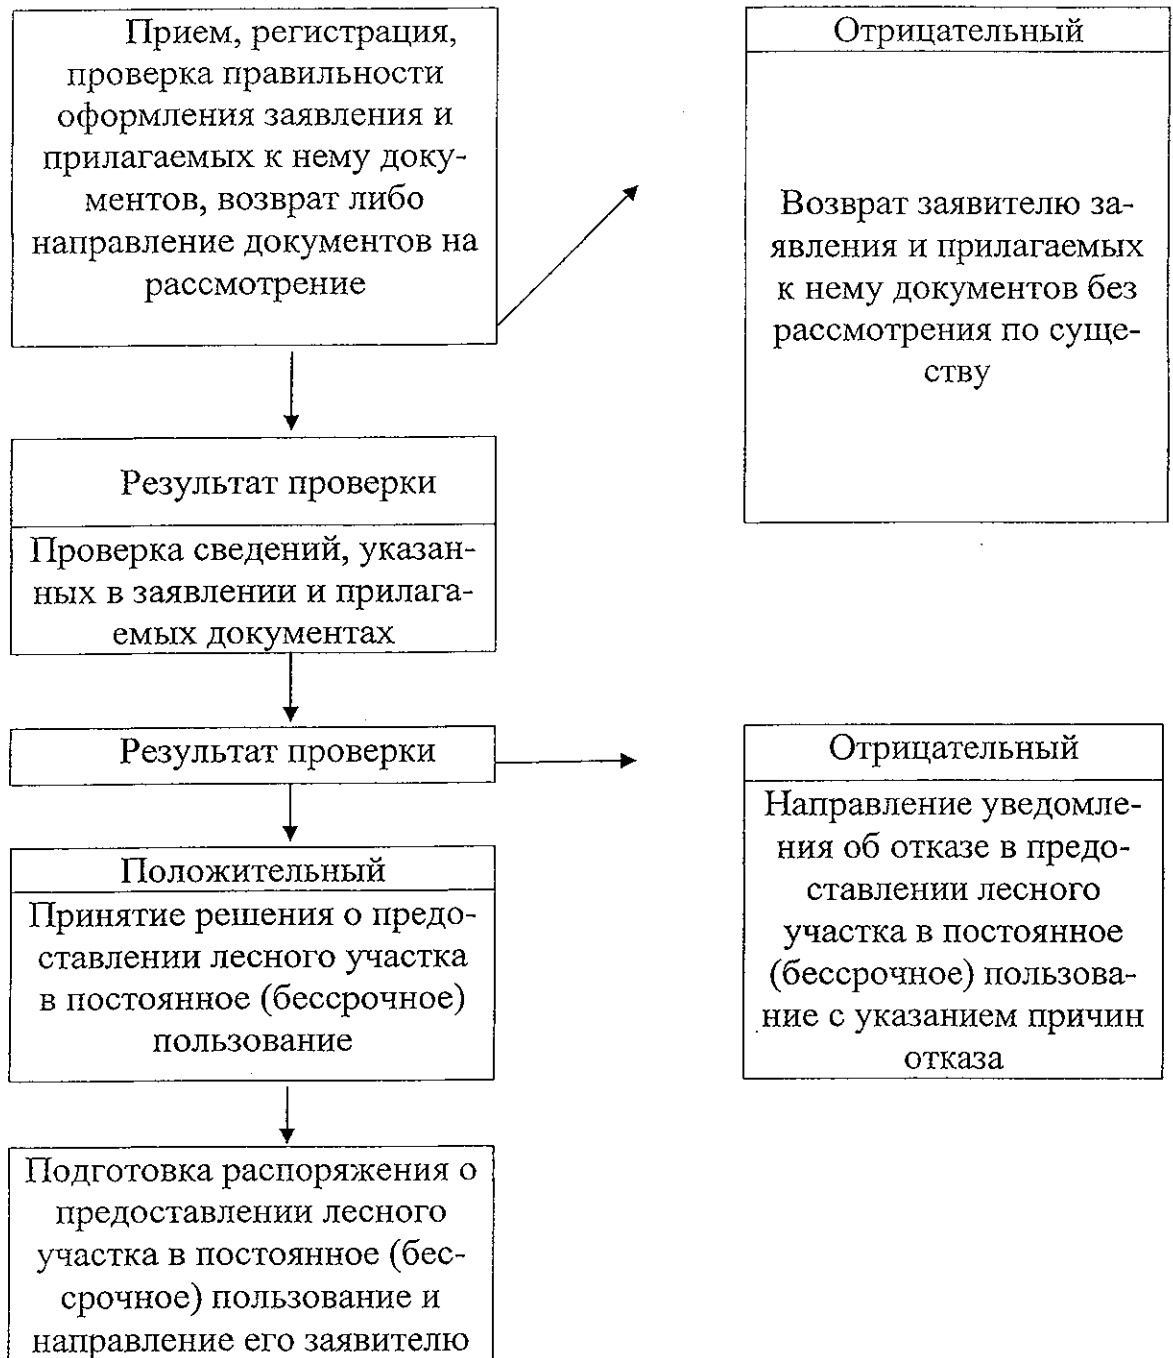 Прием, регистрация,
проверка правильности
оформления заявления и
прилагаемых к нему доку-
ментов, возврат либо
направление документов на
рассмотрение
Отрицательный
Возврат заявителю за-
явления и прилагаемых
к нему документов без
рассмотрения по суще-
ству
Результат проверки
Проверка сведений, указан-
ных в заявлении и прилага-
емых документах
Результат проверки
Отрицательный
Направление уведомле-
ния об отказе в предо-
ставлении лесного
участка в постоянное
(бессрочное) пользова-
ние с указанием причин
отказа
Положительный
Принятие решения о предо-
ставлении лесного участка
в постоянное (бессрочное)
пользование
Подготовка распоряжения о
предоставлении лесного
участка в постоянное (бес-
срочное) пользование и
направление его заявителю